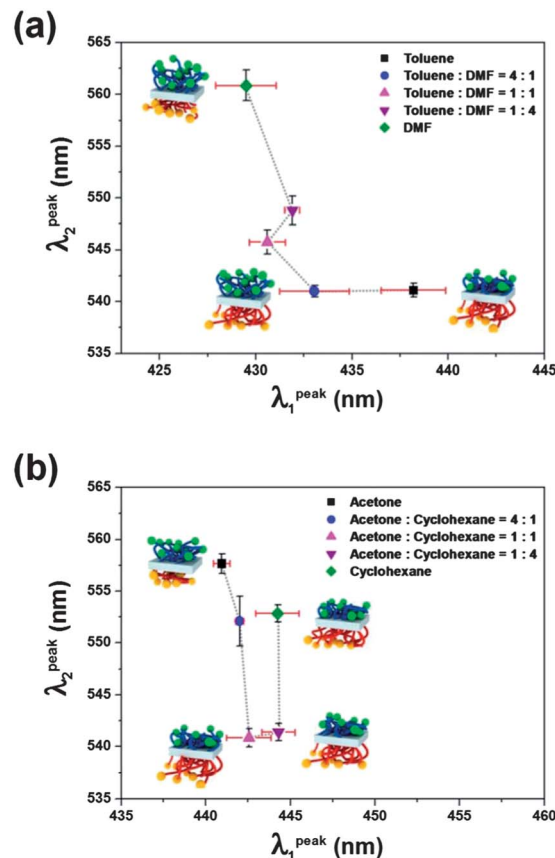 (a)
565
560
555
550
545
540
535
λ₂ᵖᵉᵃᵏ (nm)
Toluene
Toluene : DMF = 4 : 1
Toluene : DMF = 1 : 1
Toluene : DMF = 1 : 4
DMF
425 430 435 440 445
λ₁ᵖᵉᵃᵏ (nm)
(b)
565
560
555
550
545
540
535
λ₂ᵖᵉᵃᵏ (nm)
Acetone
Acetone : Cyclohexane = 4 : 1
Acetone : Cyclohexane = 1 : 1
Acetone : Cyclohexane = 1 : 4
Cyclohexane
435 440 445 450 455 460
λ₁ᵖᵉᵃᵏ (nm)